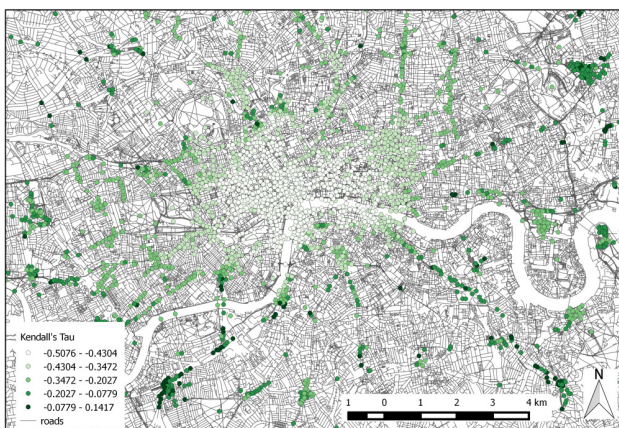 Kendall's Tau
-0.5076 - -0.4304
-0.4304 - -0.3472
-0.3472 - -0.2027
-0.2027 - -0.0779
-0.0779 - 0.1417
roads
N
1 0 1 2 3 4 km